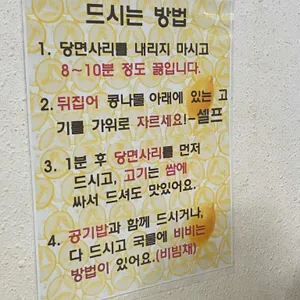 드시는 방법
1. 당면사리를 내리지 마시고
8~10분 정도 끓입니다.
2. 뒤집어 콩나물 아래에 있는 고
기를 가위로 자르세요!-셀프
3. 1분 후 당면사리를 먼저
드시고, 고기는 쌈에
싸서 드셔도 맛있어요.
4. 공기밥과 함께 드시거나,
다 드시고 국물에 비비는
방법이 있어요.(비빔재)